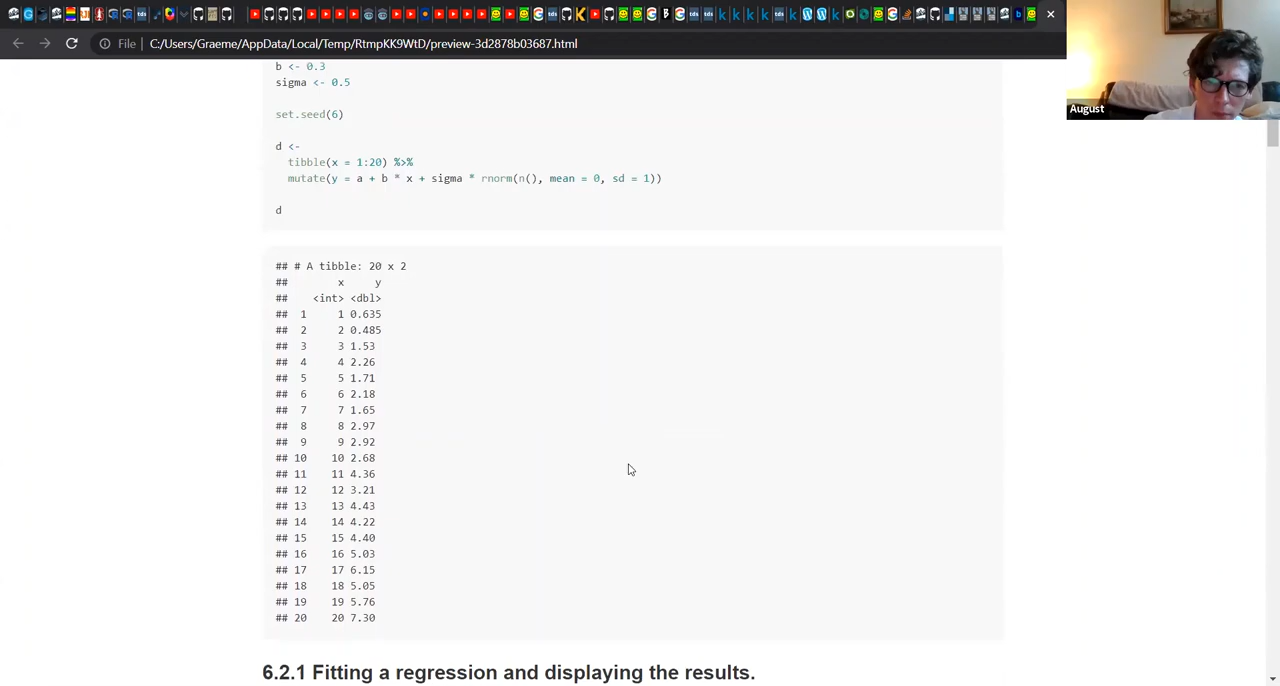 File C:/Users/Graeme/AppData/Local/Temp/RtmpKK9WtD/preview-3d2878b03687.html
August
b <- 0.3
sigma <- 0.5
set.seed(6)
d <-
tibble(x = 1:20) %>%
mutate(y = a + b * x + sigma * rnorm(n(), mean = 0, sd = 1))
d
## # A tibble: 20 x 2
## x y
## <int> <dbl>
## 1 1 0.635
## 2 2 0.485
## 3 3 1.53
## 4 4 2.26
## 5 5 1.71
## 6 6 2.18
## 7 7 1.65
## 8 8 2.97
## 9 9 2.92
## 10 10 2.68
## 11 11 4.36
## 12 12 3.21
## 13 13 4.43
## 14 14 4.22
## 15 15 4.40
## 16 16 5.03
## 17 17 6.15
## 18 18 5.05
## 19 19 5.76
## 20 20 7.30
6.2.1 Fitting a regression and displaying the results.